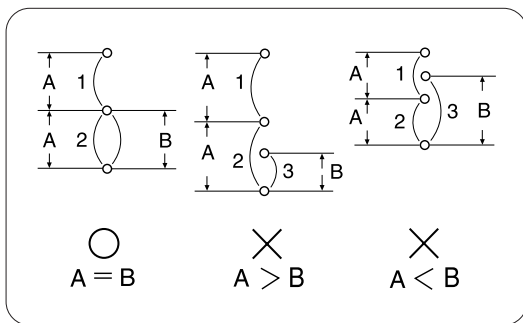 A 1
A 2 B
A = B
A 1
A 2 3 B
A > B
A 1
A 2 3 B
A < B